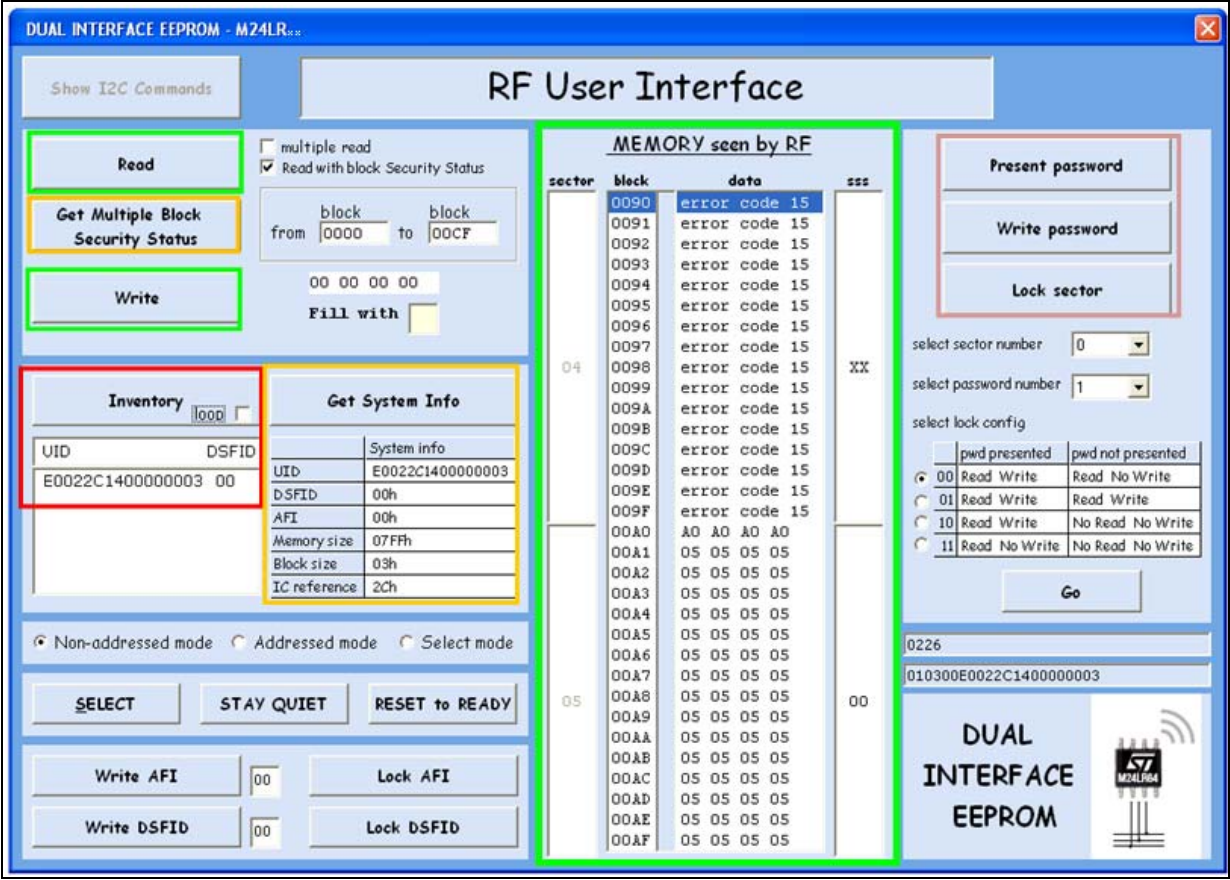 DUAL INTERFACE EEPROM - M24LRxx
Show I2C Commands
RF User Interface
Read
multiple read
Read with block Security Status
Get Multiple Block
Security Status
block block
from 0000 to 00CF
Write
00 00 00 00
Fill with
Inventory loop
UID DSFID
E0022C1400000003 00
Get System Info
System info
UID E0022C1400000003
DSFID 00h
AFI 00h
Memory size 07FFh
Block size 03h
IC reference 2Ch
Non-addressed mode Addressed mode Select mode
SELECT STAY QUIET RESET to READY
Write AFI 00 Lock AFI
Write DSFID 00 Lock DSFID
MEMORY seen by RF
sector block data sss
0090 error code 15
0091 error code 15
0092 error code 15
0093 error code 15
0094 error code 15
0095 error code 15
0096 error code 15
0097 error code 15
04 0098 error code 15 XX
0099 error code 15
009A error code 15
009B error code 15
009C error code 15
009D error code 15
009E error code 15
009F error code 15
00A0 A0 A0 A0 A0
00A1 05 05 05 05
00A2 05 05 05 05
00A3 05 05 05 05
00A4 05 05 05 05
00A5 05 05 05 05
00A6 05 05 05 05
00A7 05 05 05 05
05 00A8 05 05 05 05 00
00A9 05 05 05 05
00AA 05 05 05 05
00AB 05 05 05 05
00AC 05 05 05 05
00AD 05 05 05 05
00AE 05 05 05 05
00AF 05 05 05 05
Present password
Write password
Lock sector
select sector number 0
select password number 1
select lock config
pwd presented pwd not presented
00 Read Write Read No Write
01 Read Write Read Write
10 Read Write No Read No Write
11 Read No Write No Read No Write
Go
0226
010300E0022C1400000003
DUAL
INTERFACE
EEPROM
ST
M24LR64